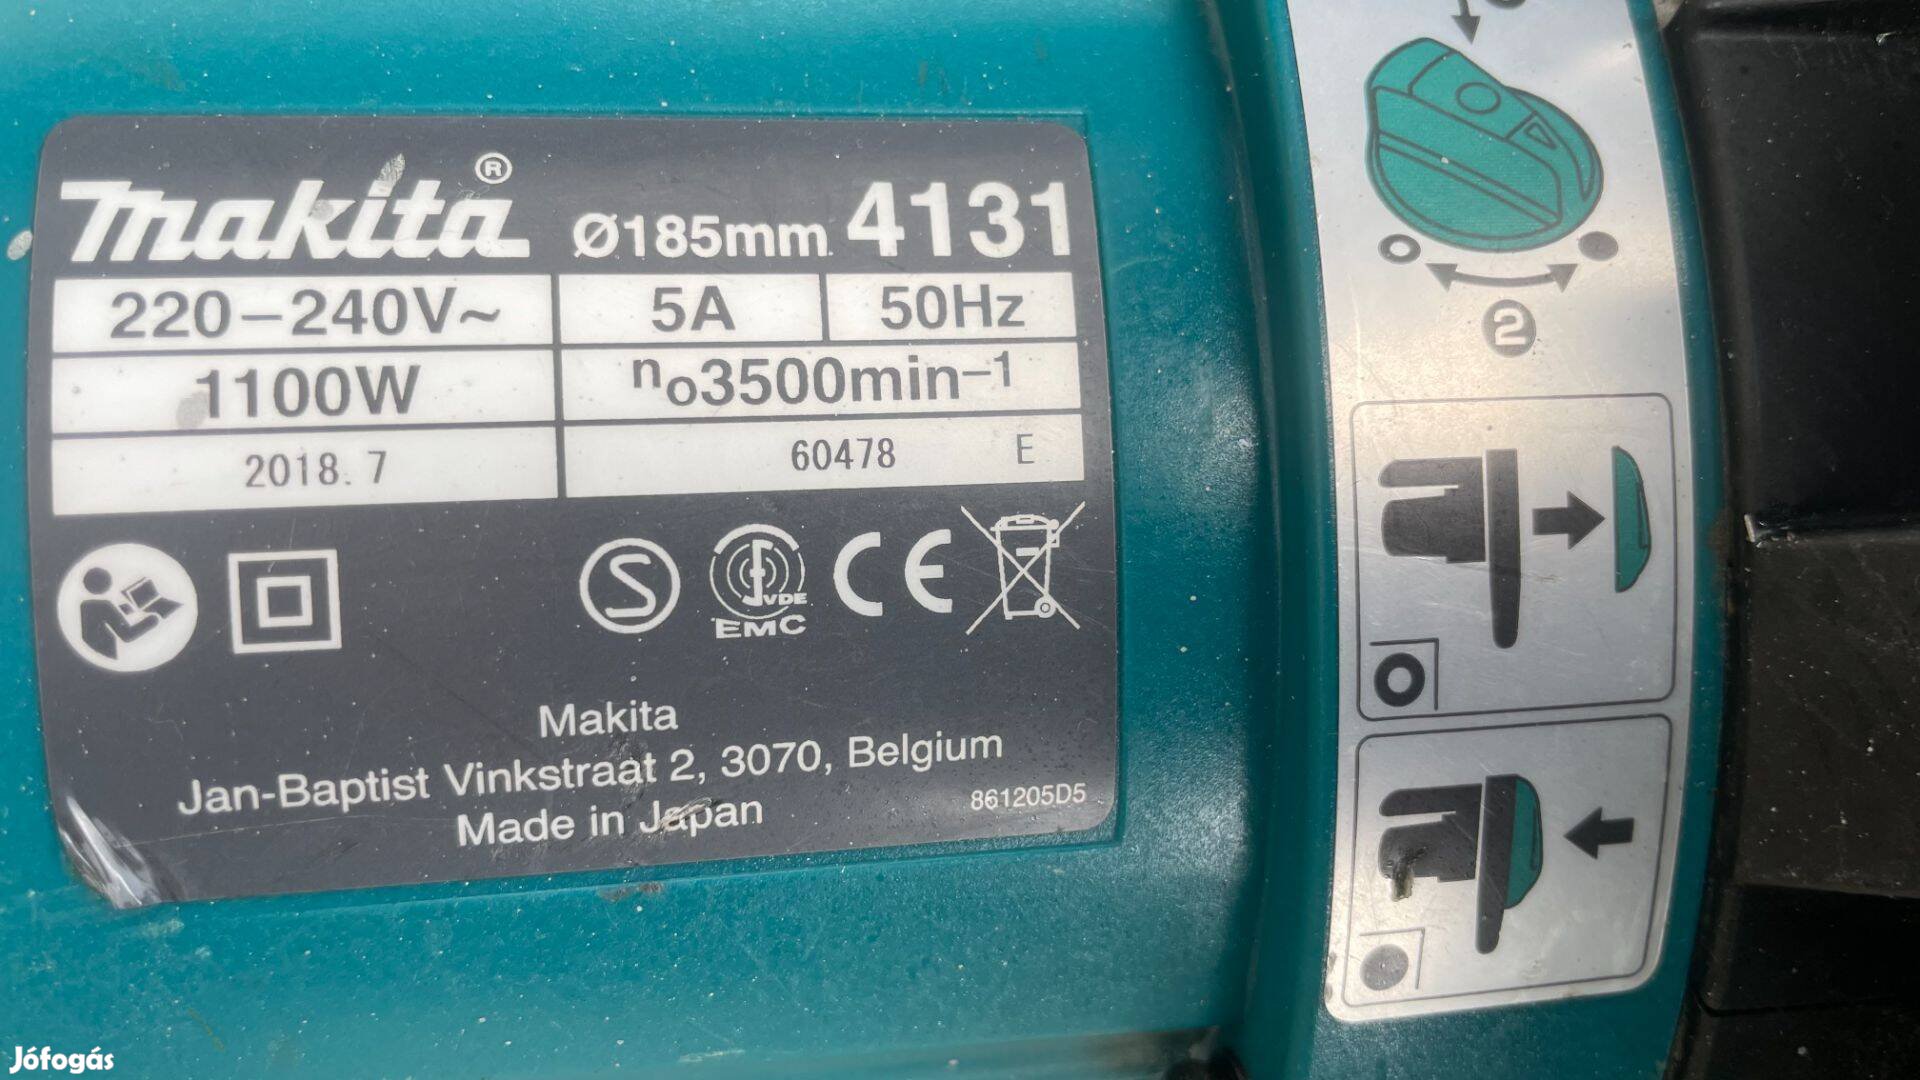 makita® Ø185mm 4131
220-240V~ 5A 50Hz
1100W no3500min-1
2018. 7 60478 E
S VDE EMC CE
Makita
Jan-Baptist Vinkstraat 2, 3070, Belgium
Made in Japan 861205D5
2
Jófogás